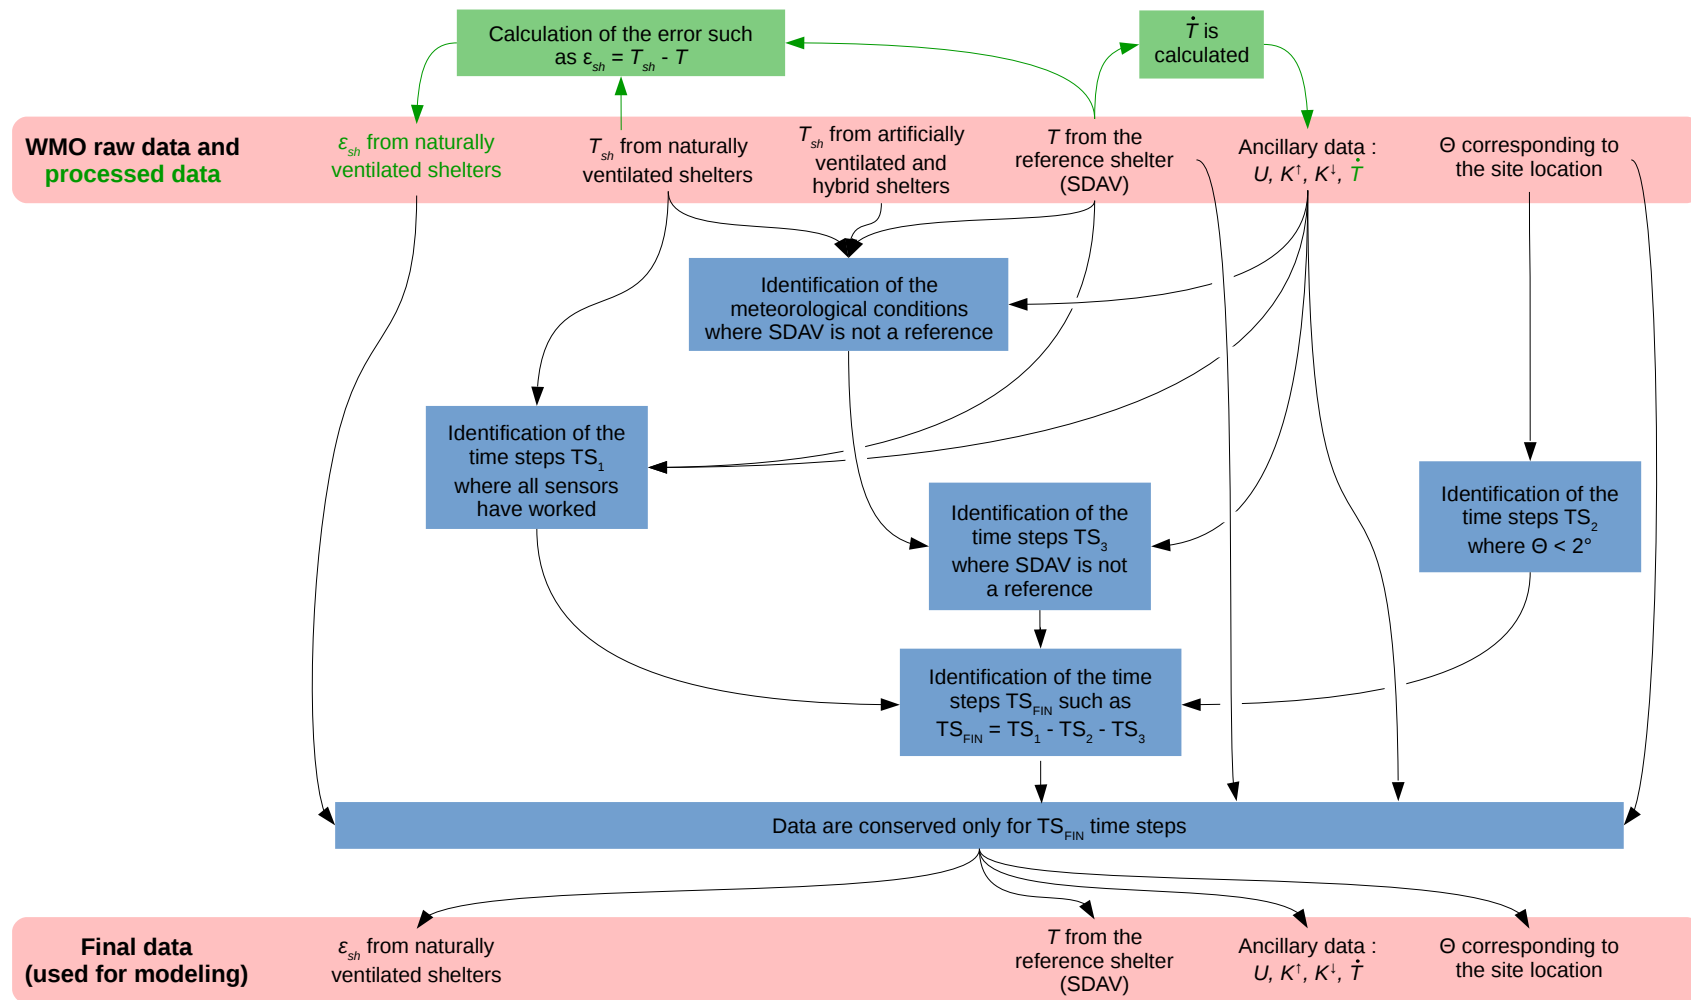 Calculation of the error such
as ε_sh = T_sh - T
Ṫ is
calculated
WMO raw data and
processed data
ε_sh from naturally
ventilated shelters
T_sh from naturally
ventilated shelters
T_sh from artificially
ventilated and
hybrid shelters
T from the
reference shelter
(SDAV)
Ancillary data :
U, K↑, K↓, Ṫ
Θ corresponding to
the site location
Identification of the
meteorological conditions
where SDAV is not a reference
Identification of the
time steps TS₁
where all sensors
have worked
Identification of the
time steps TS₃
where SDAV is not
a reference
Identification of the
time steps TS₂
where Θ < 2°
Identification of the time
steps TS_FIN such as
TS_FIN = TS₁ - TS₂ - TS₃
Data are conserved only for TS_FIN time steps
Final data
(used for modeling)
ε_sh from naturally
ventilated shelters
T from the
reference shelter
(SDAV)
Ancillary data :
U, K↑, K↓, Ṫ
Θ corresponding to
the site location